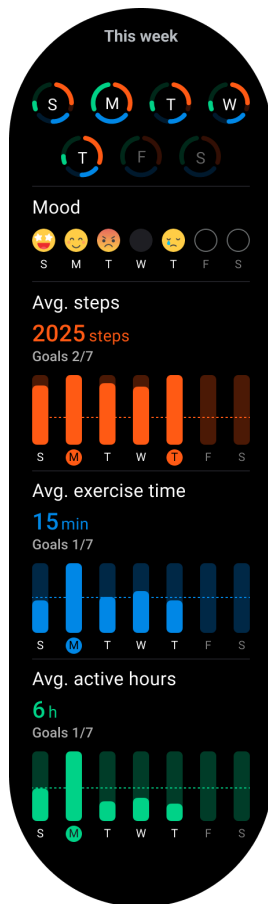 This week
S M T W
T F S
Mood
S M T W T F S
Avg. steps
2025 steps
Goals 2/7
S M T W T F S
Avg. exercise time
15 min
Goals 1/7
S M T W T F S
Avg. active hours
6 h
Goals 1/7
S M T W T F S